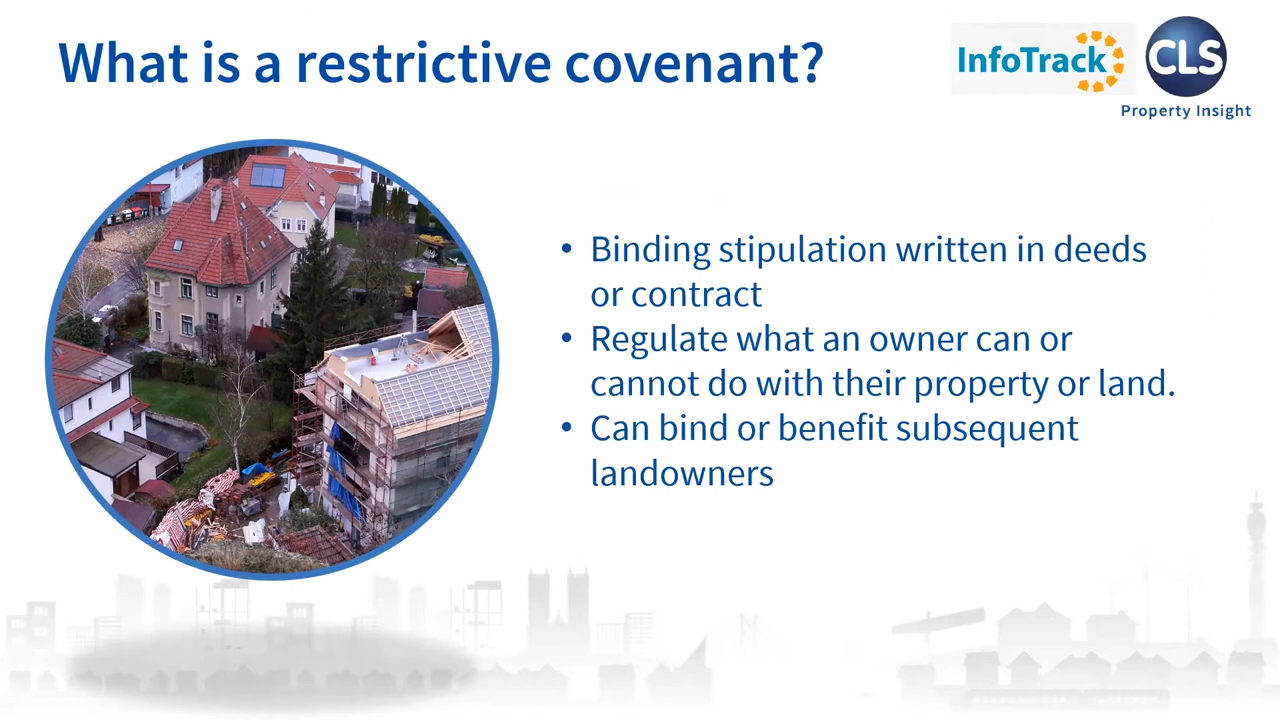 What is a restrictive covenant?
InfoTrack
CLS
Property Insight
• Binding stipulation written in deeds
or contract
• Regulate what an owner can or
cannot do with their property or land.
• Can bind or benefit subsequent
landowners